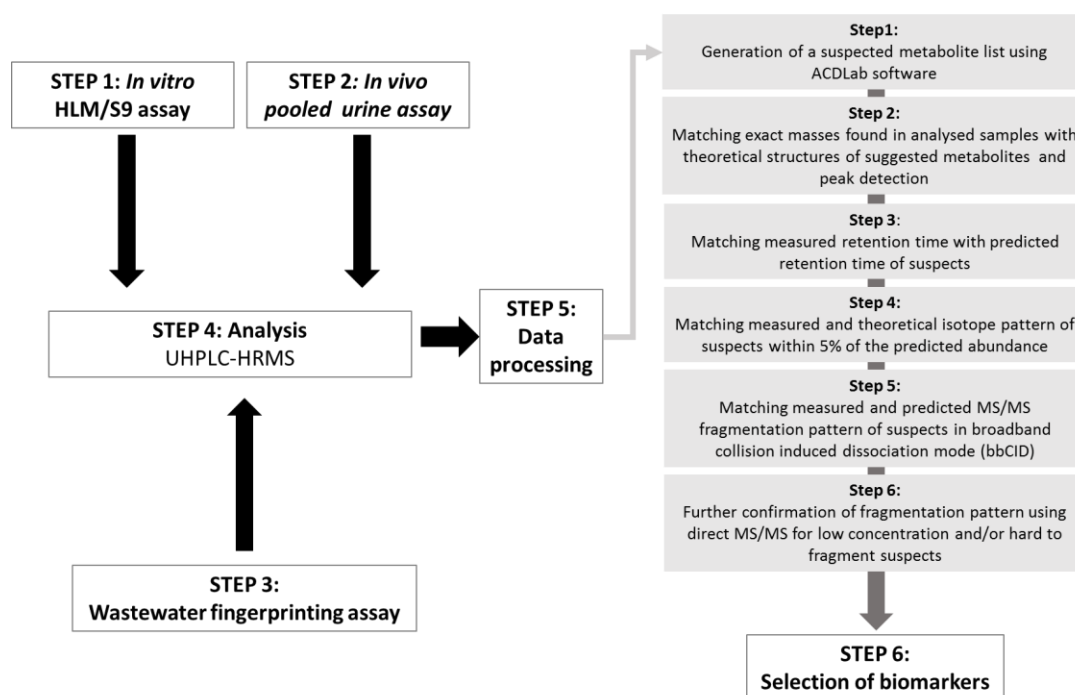 STEP 1: In vitro
HLM/S9 assay
STEP 2: In vivo
pooled urine assay
STEP 4: Analysis
UHPLC-HRMS
STEP 5:
Data
processing
STEP 3:
Wastewater fingerprinting assay
Step1:
Generation of a suspected metabolite list using
ACDLab software
Step 2:
Matching exact masses found in analysed samples with
theoretical structures of suggested metabolites and
peak detection
Step 3:
Matching measured retention time with predicted
retention time of suspects
Step 4:
Matching measured and theoretical isotope pattern of
suspects within 5% of the predicted abundance
Step 5:
Matching measured and predicted MS/MS
fragmentation pattern of suspects in broadband
collision induced dissociation mode (bbCID)
Step 6:
Further confirmation of fragmentation pattern using
direct MS/MS for low concentration and/or hard to
fragment suspects
STEP 6:
Selection of biomarkers